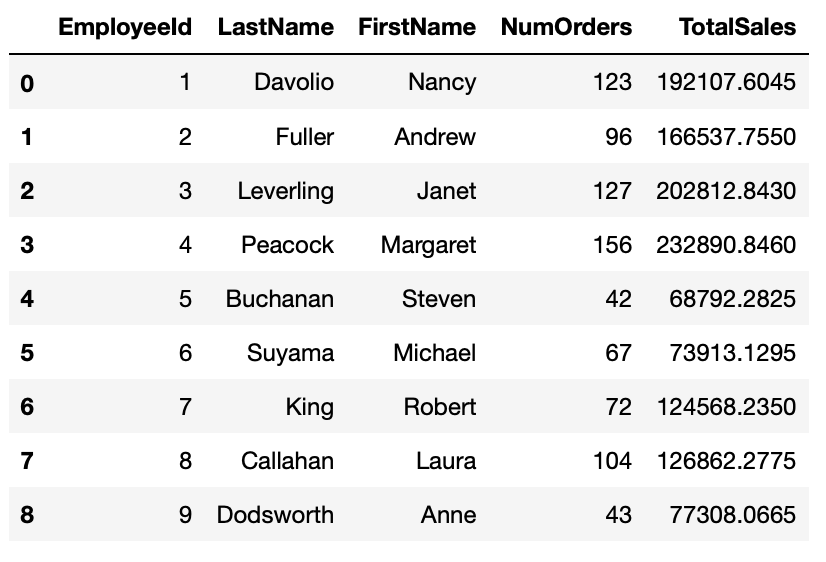 EmployeeId LastName FirstName NumOrders TotalSales
0 1 Davolio Nancy 123 192107.6045
1 2 Fuller Andrew 96 166537.7550
2 3 Leverling Janet 127 202812.8430
3 4 Peacock Margaret 156 232890.8460
4 5 Buchanan Steven 42 68792.2825
5 6 Suyama Michael 67 73913.1295
6 7 King Robert 72 124568.2350
7 8 Callahan Laura 104 126862.2775
8 9 Dodsworth Anne 43 77308.0665